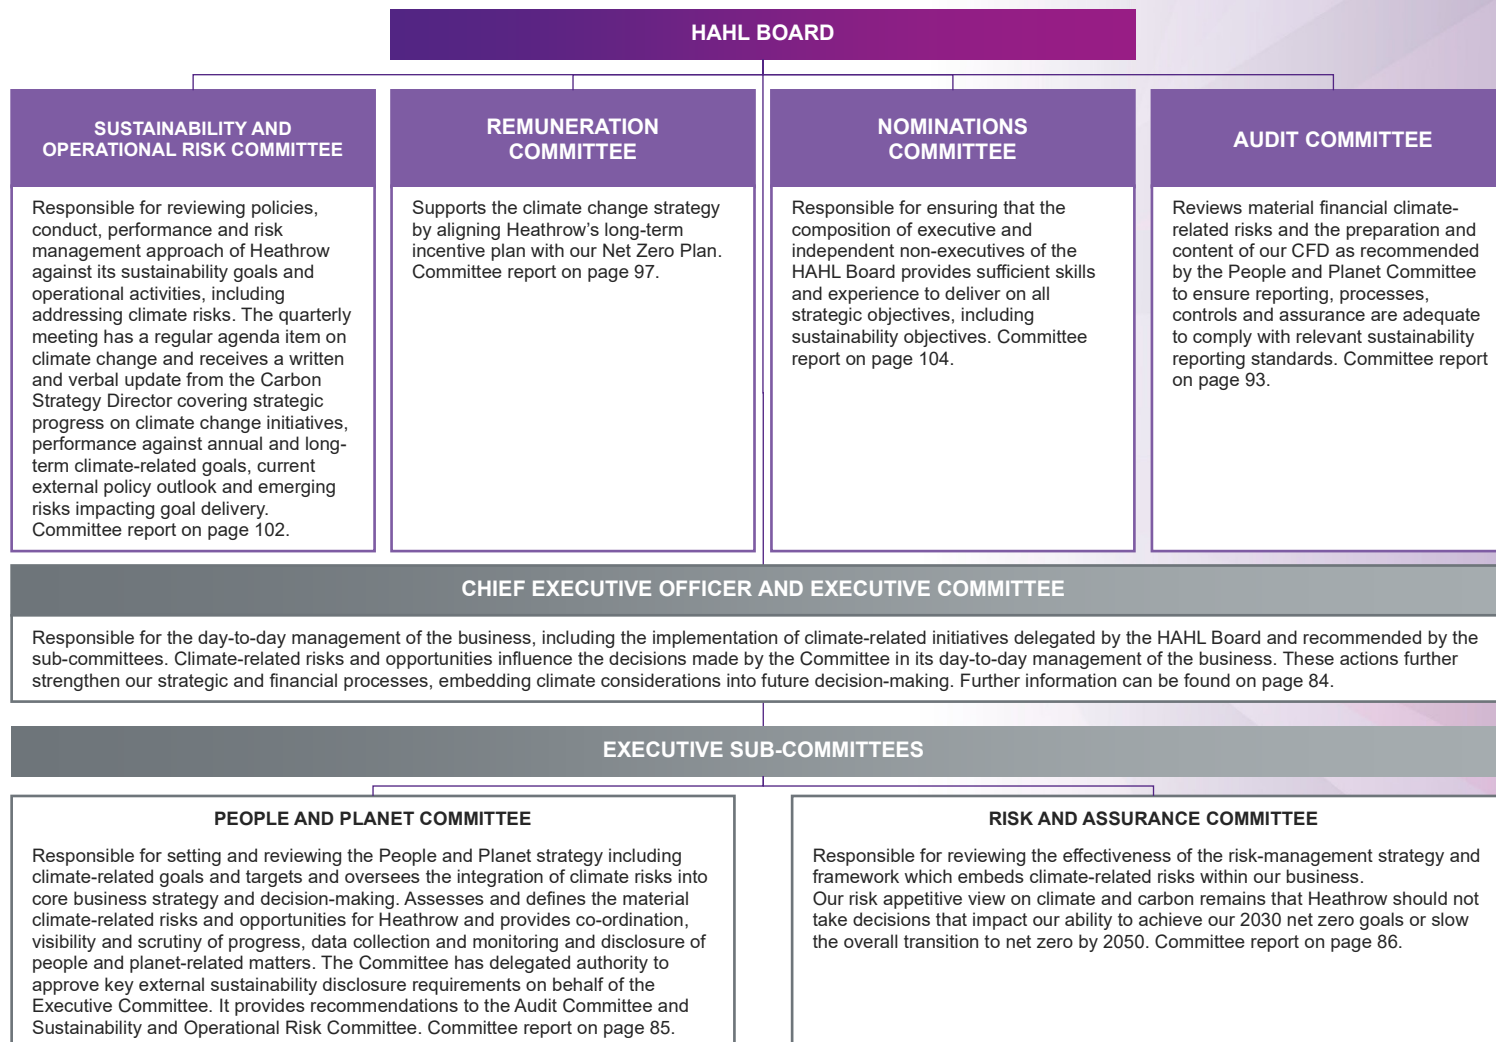 HAHL BOARD
SUSTAINABILITY AND
OPERATIONAL RISK COMMITTEE
Responsible for reviewing policies,
conduct, performance and risk
management approach of Heathrow
against its sustainability goals and
operational activities, including
addressing climate risks. The quarterly
meeting has a regular agenda item on
climate change and receives a written
and verbal update from the Carbon
Strategy Director covering strategic
progress on climate change initiatives,
performance against annual and long-
term climate-related goals, current
external policy outlook and emerging
risks impacting goal delivery.
Committee report on page 102.
REMUNERATION
COMMITTEE
Supports the climate change strategy
by aligning Heathrow’s long-term
incentive plan with our Net Zero Plan.
Committee report on page 97.
NOMINATIONS
COMMITTEE
Responsible for ensuring that the
composition of executive and
independent non-executives of the
HAHL Board provides sufficient skills
and experience to deliver on all
strategic objectives, including
sustainability objectives. Committee
report on page 104.
AUDIT COMMITTEE
Reviews material financial climate-
related risks and the preparation and
content of our CFD as recommended
by the People and Planet Committee
to ensure reporting, processes,
controls and assurance are adequate
to comply with relevant sustainability
reporting standards. Committee report
on page 93.
CHIEF EXECUTIVE OFFICER AND EXECUTIVE COMMITTEE
Responsible for the day-to-day management of the business, including the implementation of climate-related initiatives delegated by the HAHL Board and recommended by the
sub-committees. Climate-related risks and opportunities influence the decisions made by the Committee in its day-to-day management of the business. These actions further
strengthen our strategic and financial processes, embedding climate considerations into future decision-making. Further information can be found on page 84.
EXECUTIVE SUB-COMMITTEES
PEOPLE AND PLANET COMMITTEE
Responsible for setting and reviewing the People and Planet strategy including
climate-related goals and targets and oversees the integration of climate risks into
core business strategy and decision-making. Assesses and defines the material
climate-related risks and opportunities for Heathrow and provides co-ordination,
visibility and scrutiny of progress, data collection and monitoring and disclosure of
people and planet-related matters. The Committee has delegated authority to
approve key external sustainability disclosure requirements on behalf of the
Executive Committee. It provides recommendations to the Audit Committee and
Sustainability and Operational Risk Committee. Committee report on page 85.
RISK AND ASSURANCE COMMITTEE
Responsible for reviewing the effectiveness of the risk-management strategy and
framework which embeds climate-related risks within our business.
Our risk appetitive view on climate and carbon remains that Heathrow should not
take decisions that impact our ability to achieve our 2030 net zero goals or slow
the overall transition to net zero by 2050. Committee report on page 86.